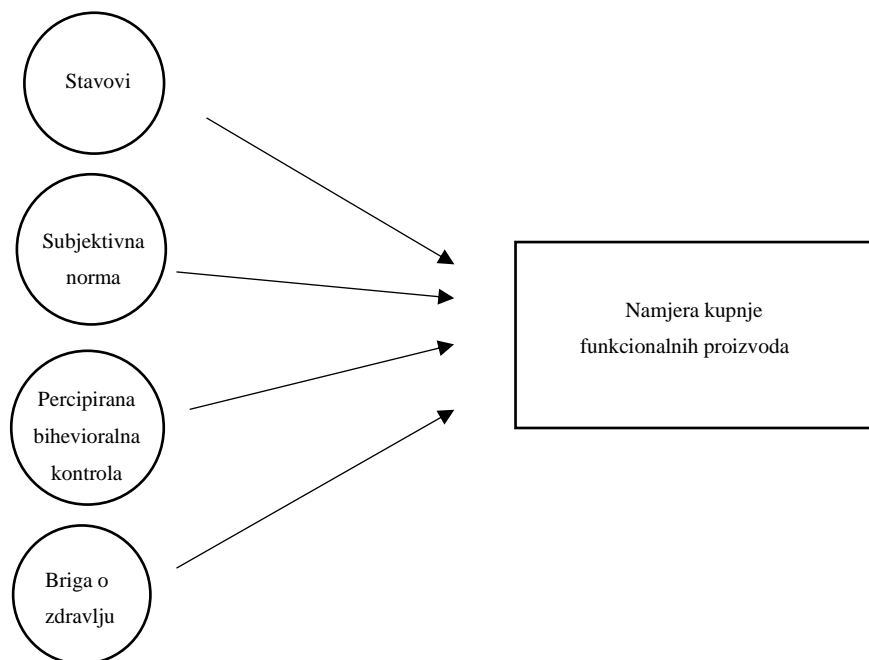 Stavovi
Subjektivna
norma
Percipirana
bihevioralna
kontrola
Briga o
zdravlju
Namjera kupnje
funkcionalnih proizvoda